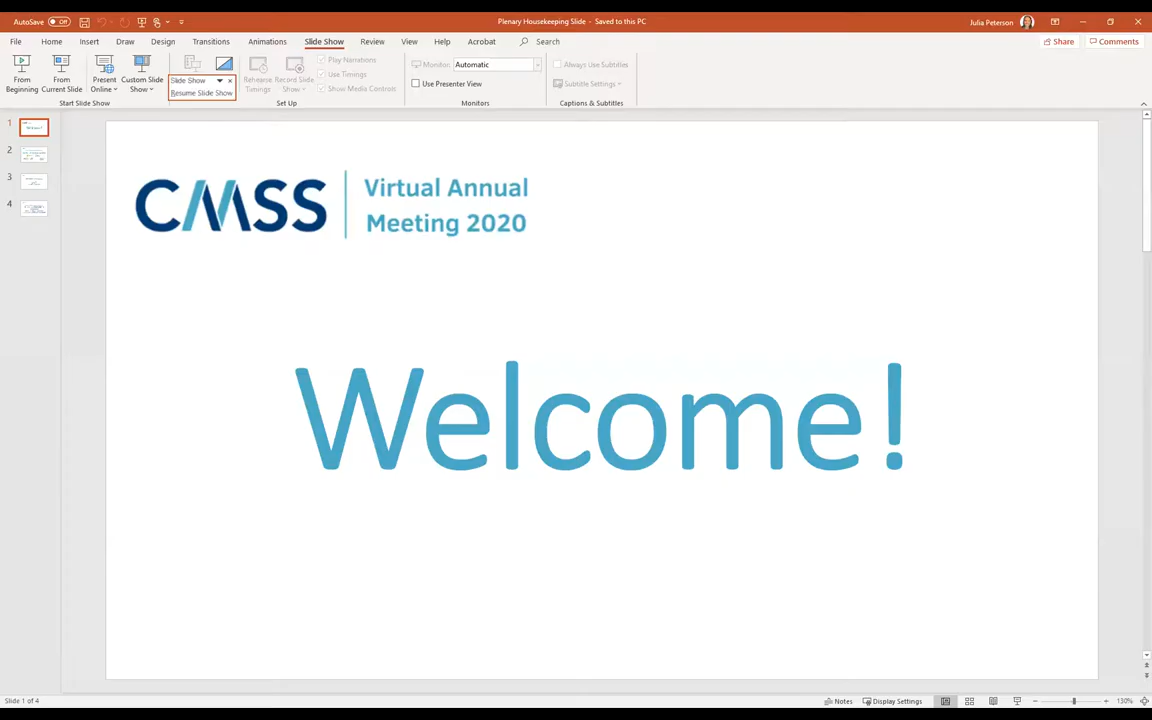 AutoSave Off
Plenary Housekeeping Slide - Saved to this PC
Julia Peterson
File Home Insert Draw Design Transitions Animations Slide Show Review View Help Acrobat Search
Share Comments
From Beginning
From Current Slide
Present Online
Custom Slide Show
Slide Show
Resume Slide Show
Rehearse Timings
Record Slide Show
Play Narrations
Use Timings
Show Media Controls
Monitor: Automatic
Use Presenter View
Always Use Subtitles
Subtitle Settings
Start Slide Show
Set Up
Monitors
Captions & Subtitles
1
2
3
4
CMSS
Virtual Annual
Meeting 2020
Welcome!
Slide 1 of 4
Notes
Display Settings
130%